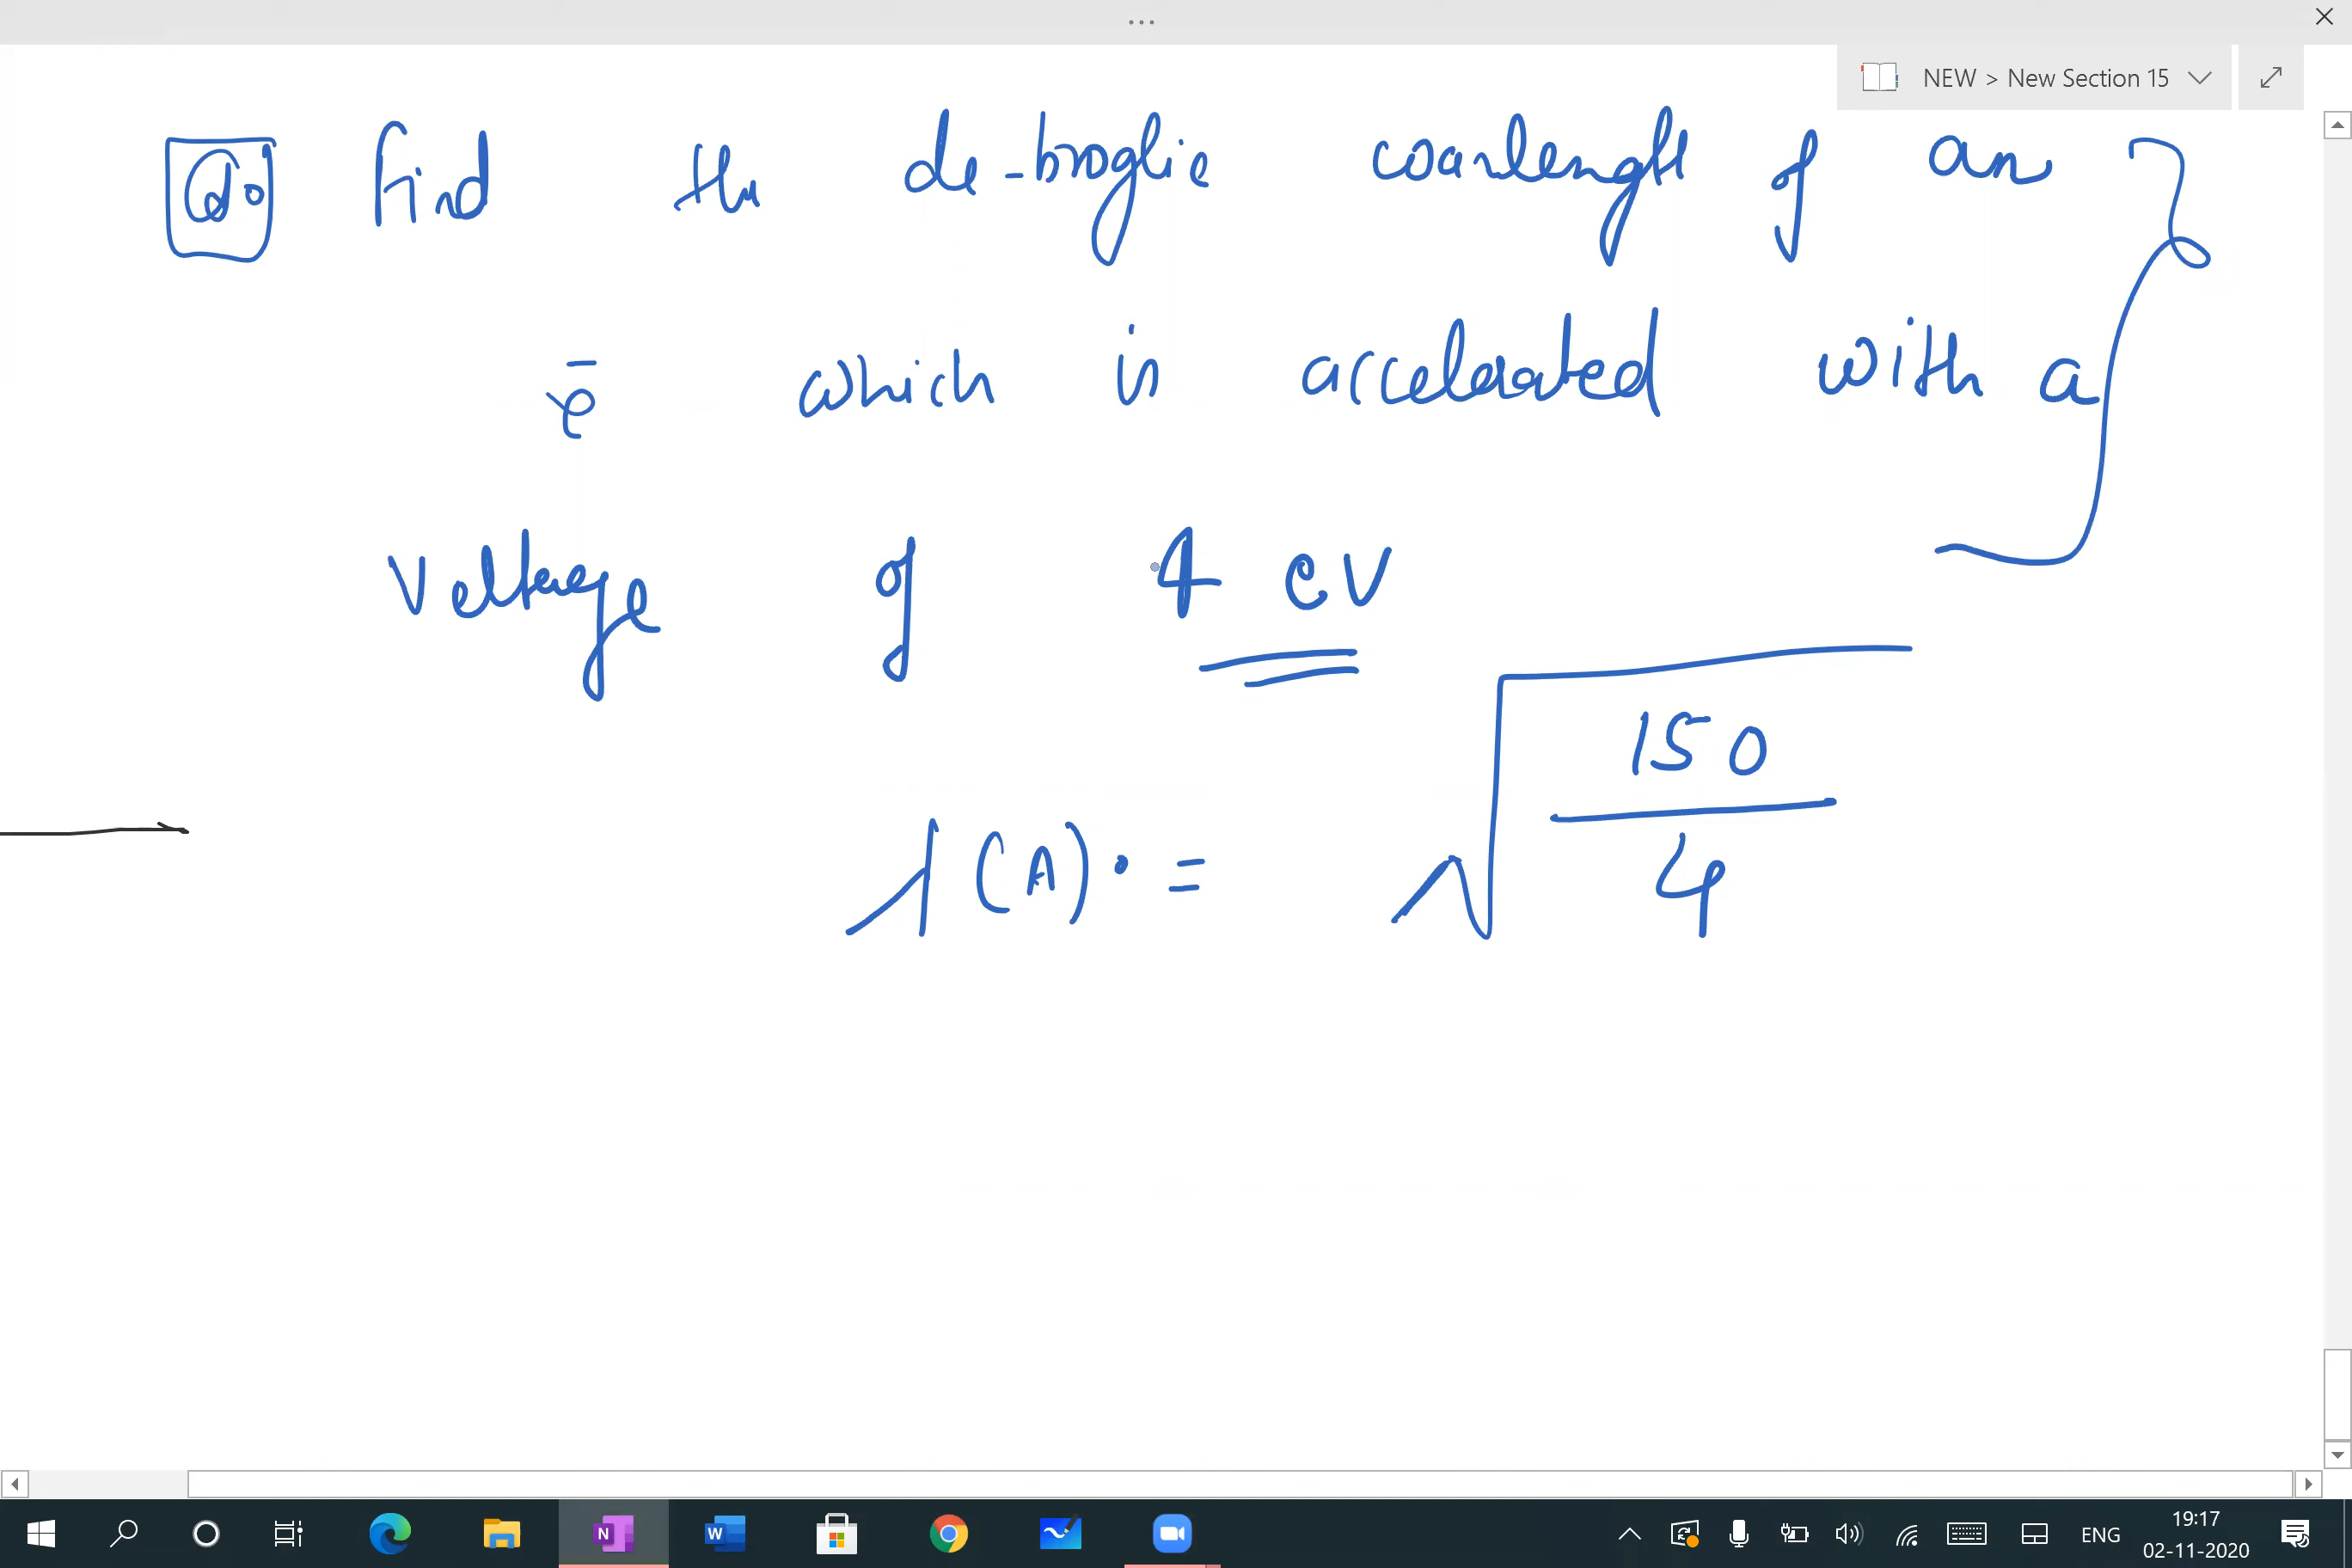 ...
NEW > New Section 15
Q. Find the de-broglie wavelength of an
e⁻ which is accelerated with a
Voltage of 4 eV
λ(A)° = √(150/4)
ENG
19:17
02-11-2020